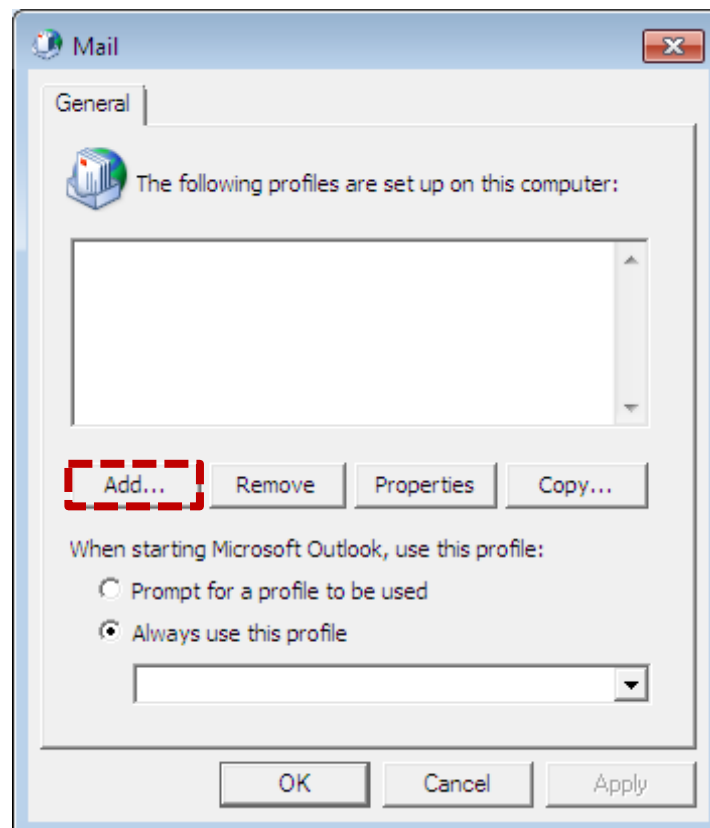 Mail
General
The following profiles are set up on this computer:
Add... Remove Properties Copy...
When starting Microsoft Outlook, use this profile:
Prompt for a profile to be used
Always use this profile
OK Cancel Apply